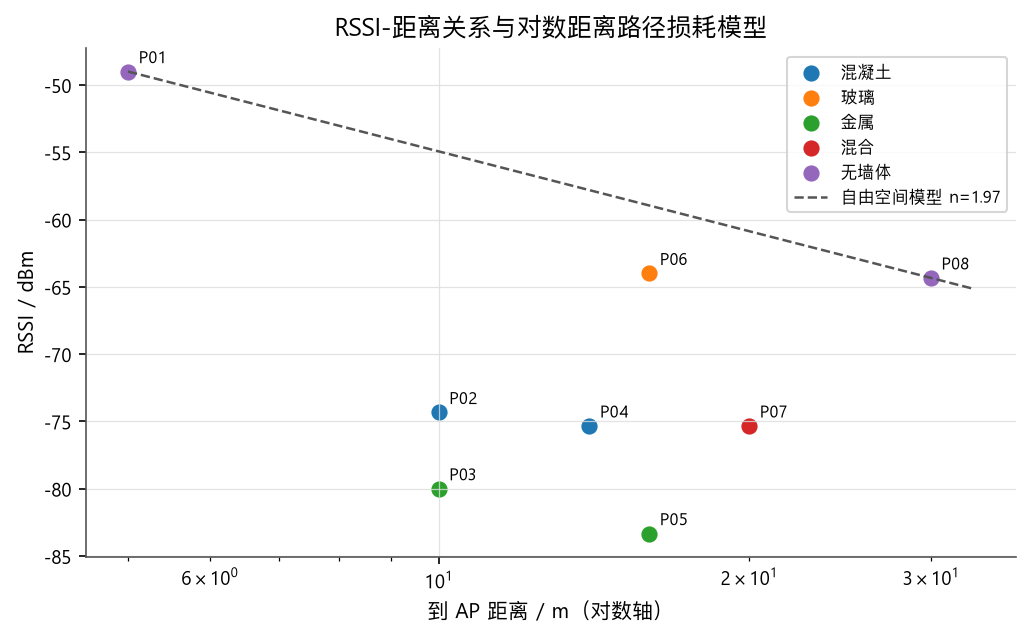 RSSI-距离关系与对数距离路径损耗模型
RSSI / dBm
-50
-55
-60
-65
-70
-75
-80
-85
P01
P06
P08
P02
P04
P07
P03
P05
混凝土
玻璃
金属
混合
无墙体
自由空间模型 n=1.97
6 × 10⁰
10¹
2 × 10¹
3 × 10¹
到 AP 距离 / m（对数轴）